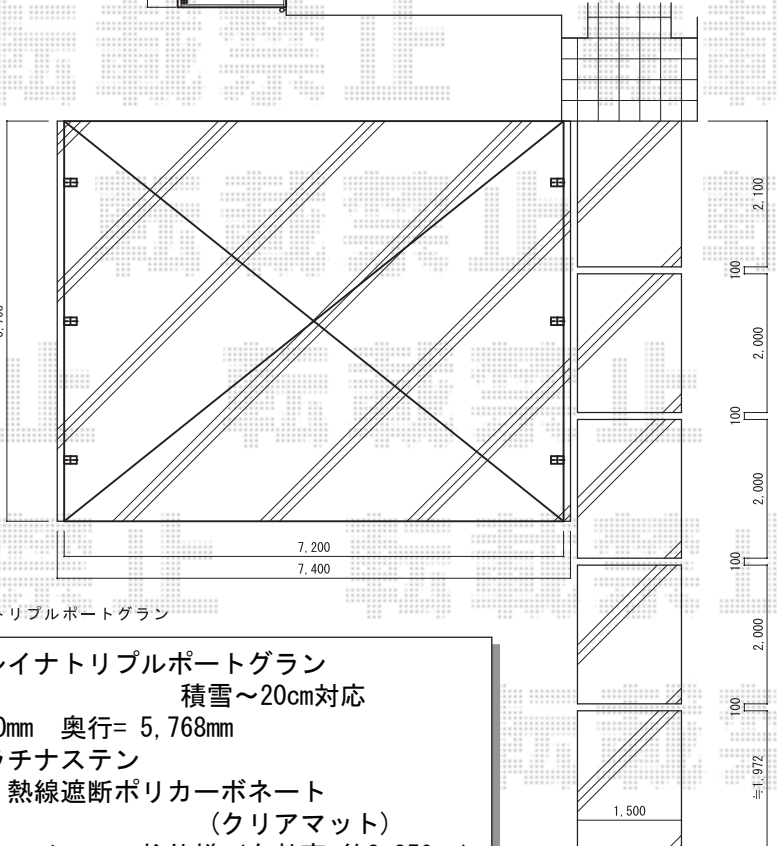 2,100
100
2,000
100
2,000
100
2,000
100
≒1,972
1,500
7,200
7,400
トリプルポートグラン
レイナトリプルポートグラン
積雪～20cm対応
0mm 奥行= 5,768mm
ラチナステン
熱線遮断ポリカーボネート
(クリアマット)
転載禁止